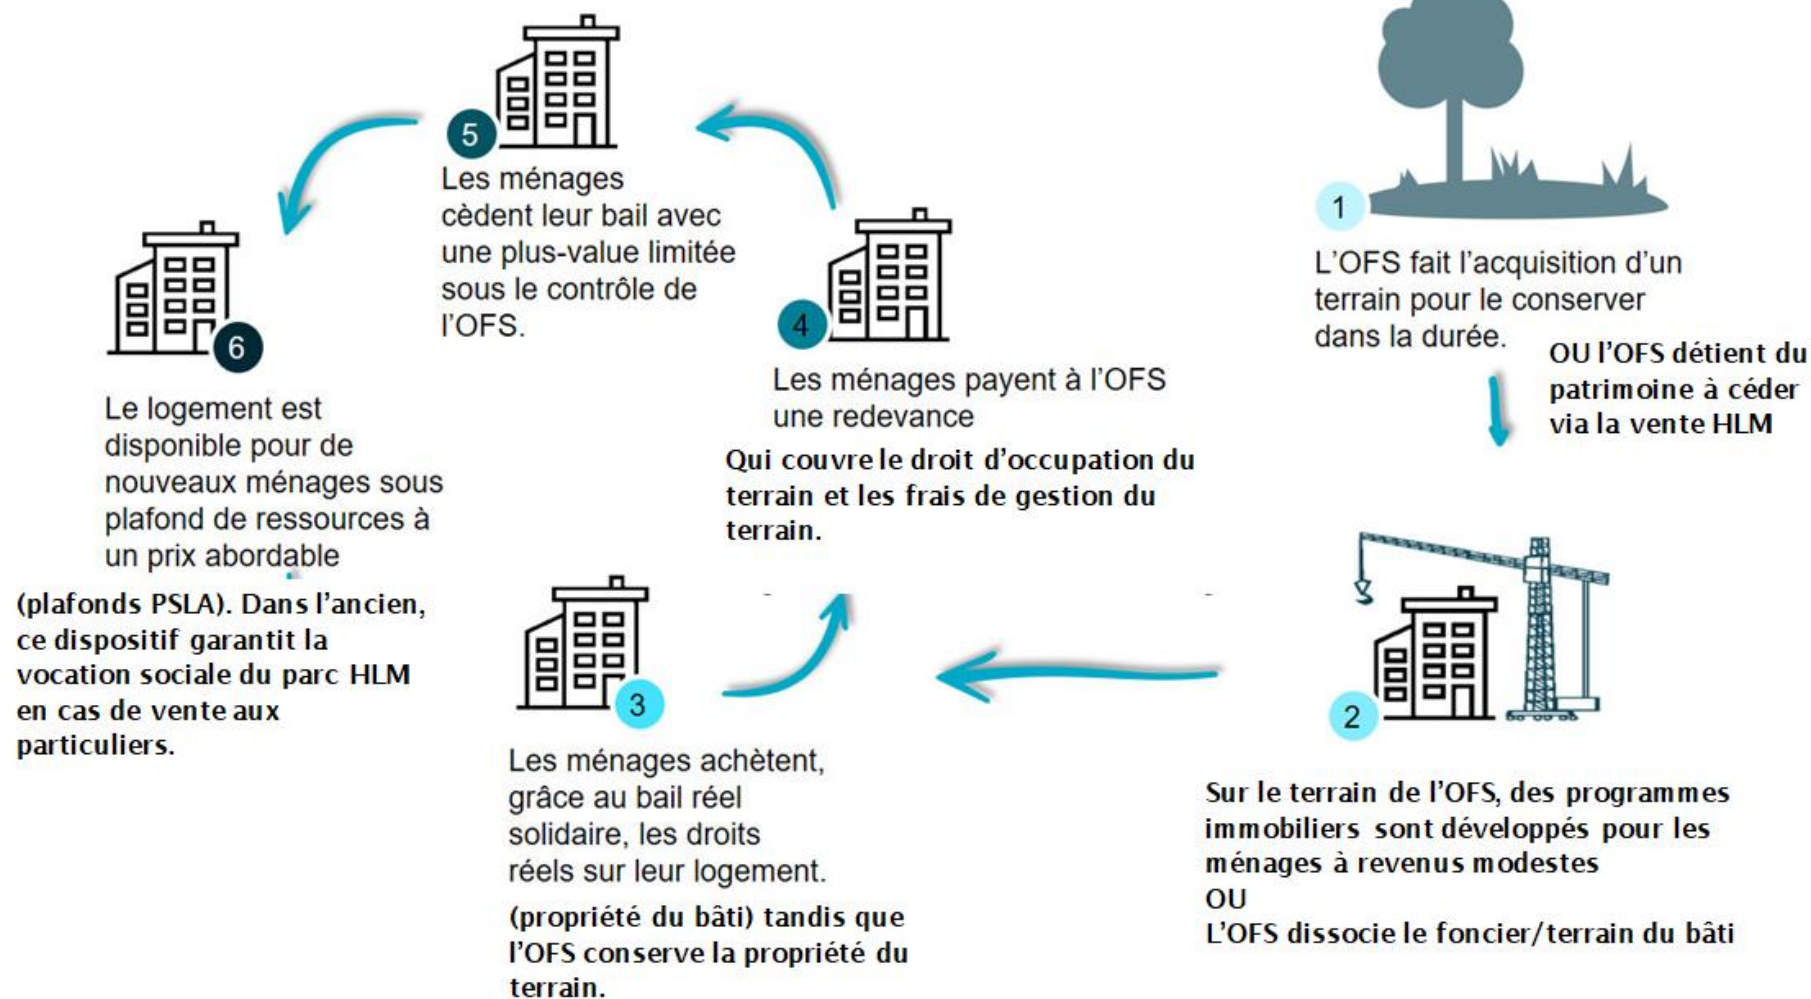 1
L'OFS fait l'acquisition d'un
terrain pour le conserver
dans la durée.
OU l'OFS détient du
patrimoine à céder
via la vente HLM
2
Sur le terrain de l'OFS, des programmes
immobiliers sont développés pour les
ménages à revenus modestes
OU
L'OFS dissocie le foncier/terrain du bâti
3
Les ménages achètent,
grâce au bail réel
solidaire, les droits
réels sur leur logement.
(propriété du bâti) tandis que
l'OFS conserve la propriété du
terrain.
4
Les ménages payent à l'OFS
une redevance
Qui couvre le droit d'occupation du
terrain et les frais de gestion du
terrain.
5
Les ménages
cèdent leur bail avec
une plus-value limitée
sous le contrôle de
l'OFS.
6
Le logement est
disponible pour de
nouveaux ménages sous
plafond de ressources à
un prix abordable
(plafonds PSLA). Dans l'ancien,
ce dispositif garantit la
vocation sociale du parc HLM
en cas de vente aux
particuliers.